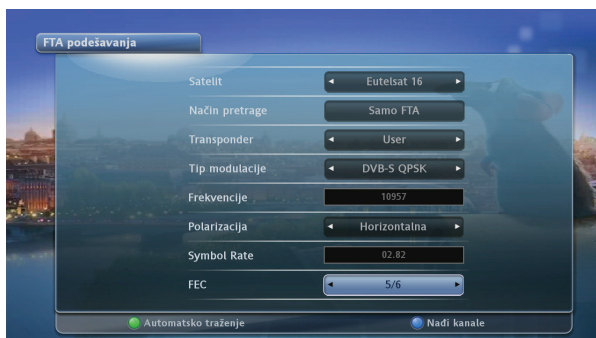 FTA podešavanja
Satelit Eutelsat 16
Način pretrage Samo FTA
Transponder User
Tip modulacije DVB-S QPSK
Frekvencije 10957
Polarizacija Horizontalna
Symbol Rate 02.82
FEC 5/6
Automatsko traženje Nađi kanale